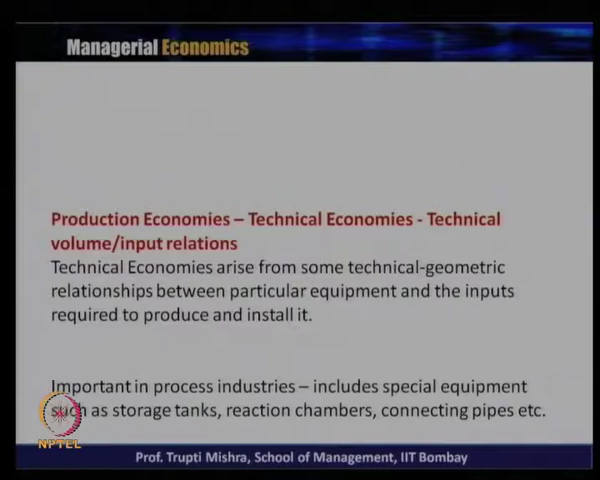 Managerial Economics
Production Economies – Technical Economies - Technical
volume/input relations
Technical Economies arise from some technical-geometric
relationships between particular equipment and the inputs
required to produce and install it.
Important in process industries – includes special equipment
such as storage tanks, reaction chambers, connecting pipes etc.
NPTEL
Prof. Trupti Mishra, School of Management, IIT Bombay